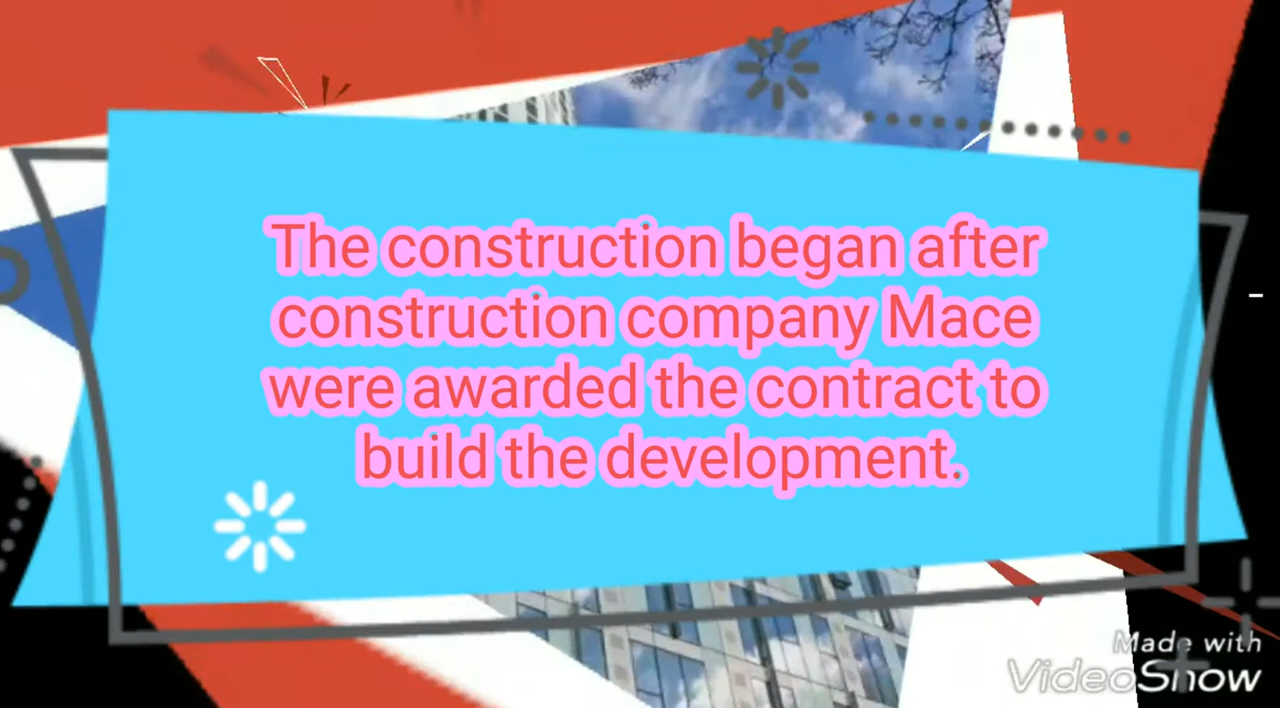 The construction began after
construction company Mace
were awarded the contract to
build the development.
Made with
VideoShow